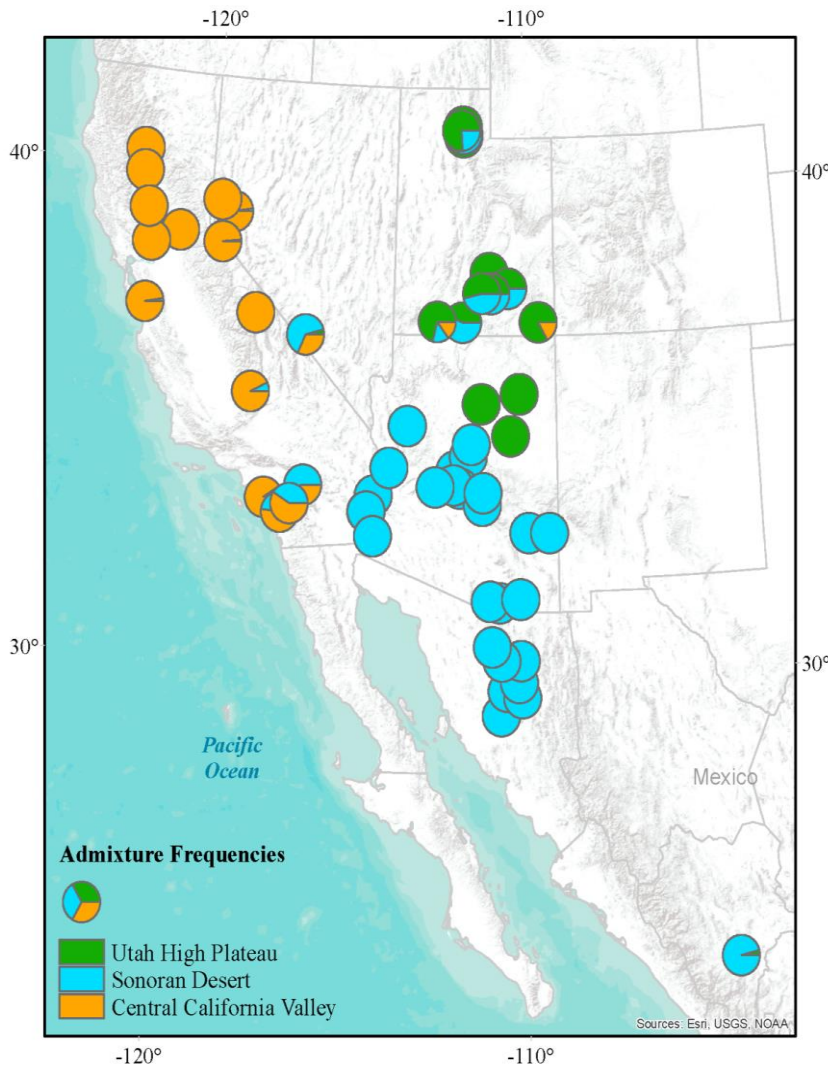 -120°
-110°
40°
40°
30°
30°
Pacific
Ocean
Mexico
Admixture Frequencies
Utah High Plateau
Sonoran Desert
Central California Valley
Sources: Esri, USGS, NOAA
-120°
-110°